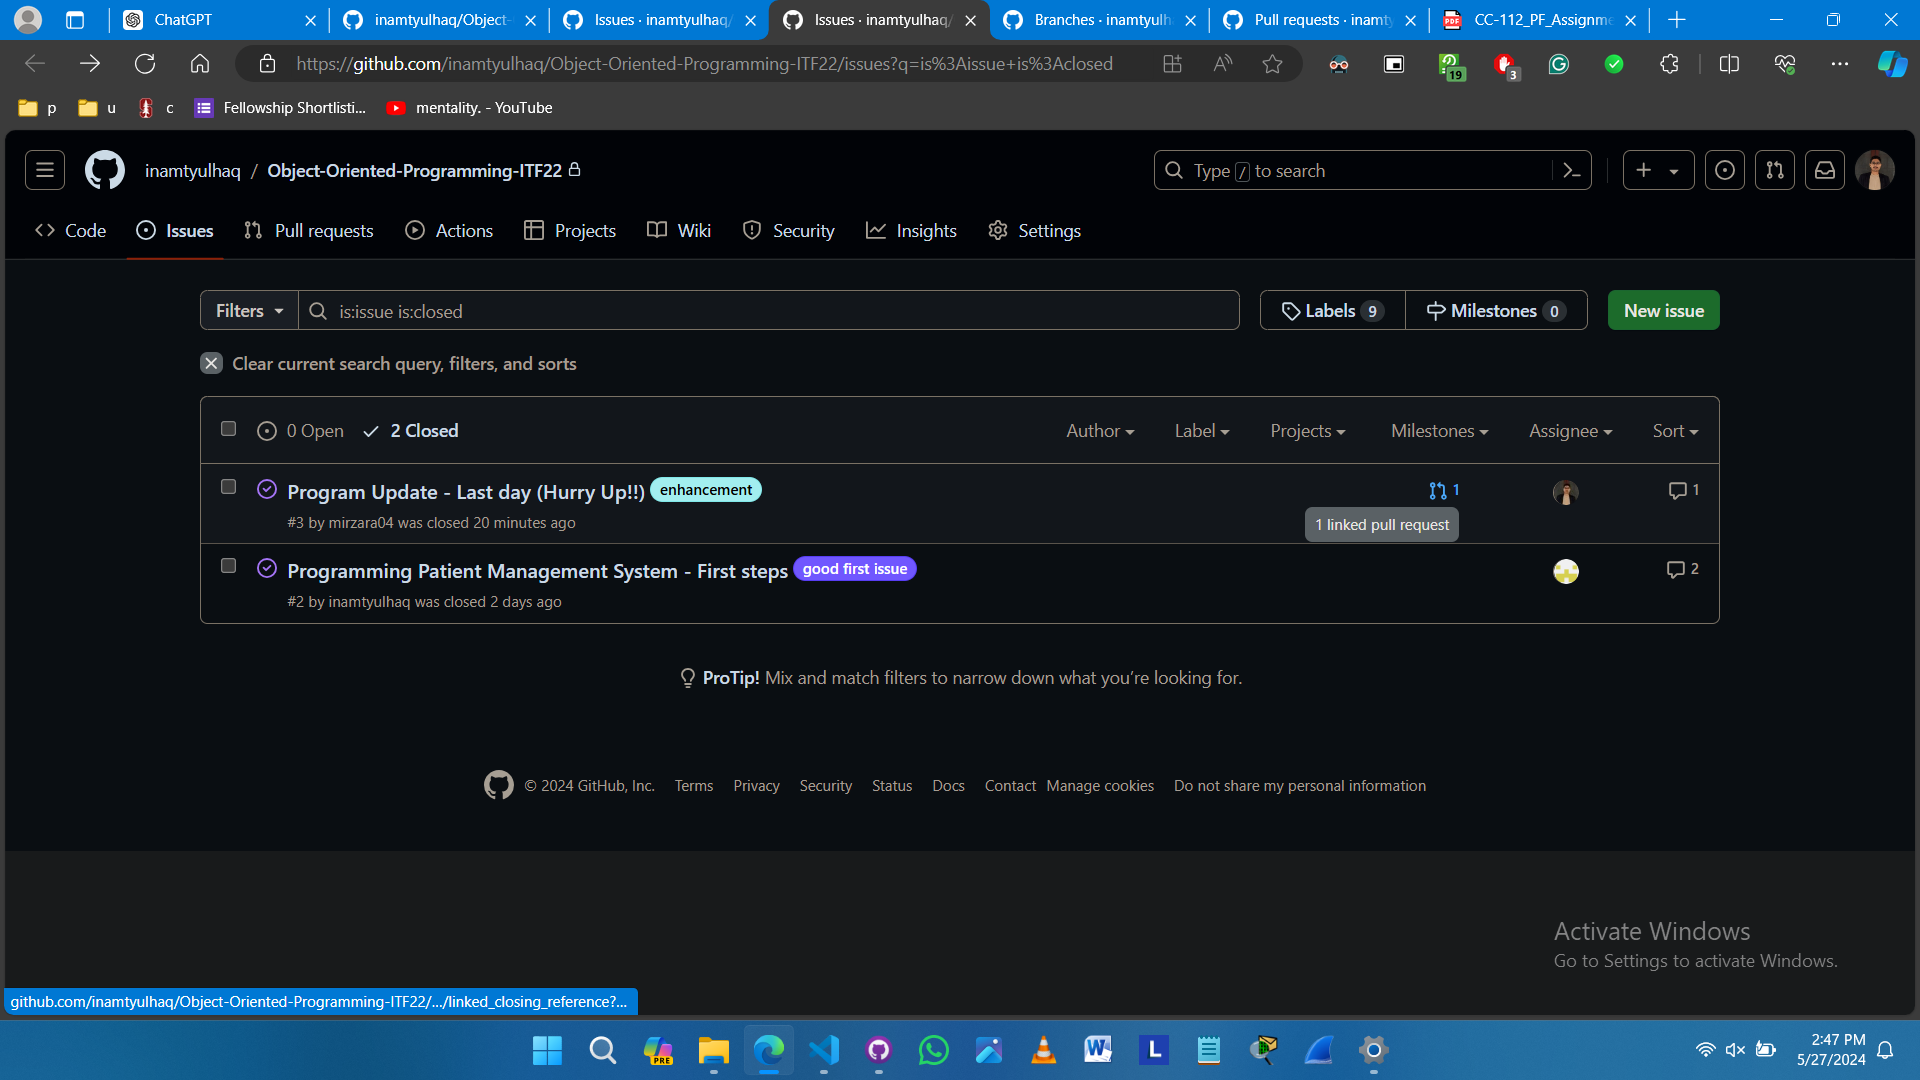 ChatGPT
inamtyulhaq/Object-
Issues · inamtyulhaq/
Issues · inamtyulhaq/
Branches · inamtyulh
Pull requests · inamty
CC-112_PF_Assignme
https://github.com/inamtyulhaq/Object-Oriented-Programming-ITF22/issues?q=is%3Aissue+is%3Aclosed
19
3
p
u
c
Fellowship Shortlisti...
mentality. - YouTube
inamtyulhaq / Object-Oriented-Programming-ITF22
Type / to search
Code
Issues
Pull requests
Actions
Projects
Wiki
Security
Insights
Settings
Filters
is:issue is:closed
Labels 9
Milestones 0
New issue
Clear current search query, filters, and sorts
0 Open
2 Closed
Author
Label
Projects
Milestones
Assignee
Sort
Program Update - Last day (Hurry Up!!) enhancement
1
1
#3 by mirzara04 was closed 20 minutes ago
1 linked pull request
Programming Patient Management System - First steps good first issue
2
#2 by inamtyulhaq was closed 2 days ago
ProTip! Mix and match filters to narrow down what you're looking for.
© 2024 GitHub, Inc.
Terms
Privacy
Security
Status
Docs
Contact
Manage cookies
Do not share my personal information
Activate Windows
Go to Settings to activate Windows.
github.com/inamtyulhaq/Object-Oriented-Programming-ITF22/.../linked_closing_reference?...
PRE
W
L
2:47 PM
5/27/2024